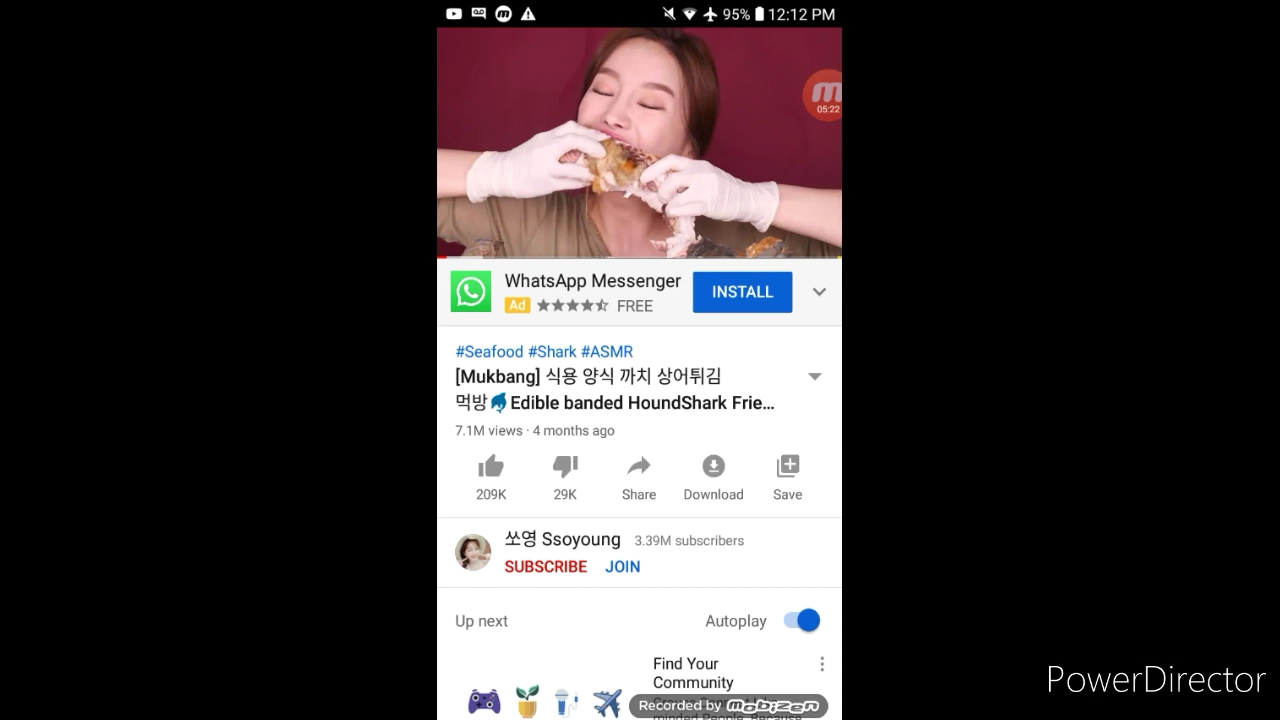 95% 12:12 PM
05:22
WhatsApp Messenger
Ad FREE
INSTALL
#Seafood #Shark #ASMR
[Mukbang] 식용 양식 까치 상어튀김
먹방🐬Edible banded HoundShark Frie...
7.1M views · 4 months ago
209K 29K Share Download Save
쏘영 Ssoyoung 3.39M subscribers
SUBSCRIBE JOIN
Up next Autoplay
Find Your
Community
Recorded by mobizen
minded People. Because
PowerDirector